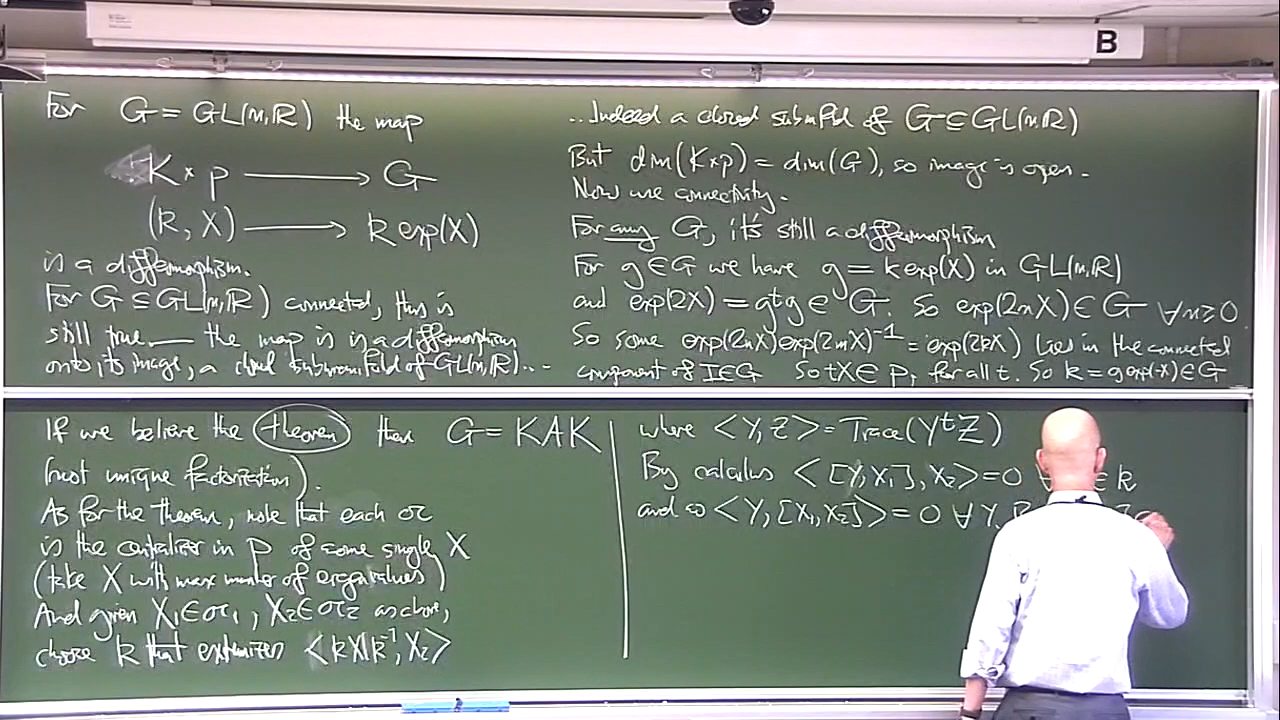 B
For G = GL(n,ℝ) the map
K × p ⟶ G
(k, X) ⟶ k exp(X)
is a diffeomorphism.
For G ⊆ GL(n,ℝ) connected, this is
still true — the map is is a diffeomorphism
onto its image, a closed submanifold of GL(n,ℝ)...
...Indeed a closed submfld of G ⊆ GL(n,ℝ)
But dim(K×p) = dim(G), so image is open.
Now use connectivity.
For any G, it's still a diffeomorphism
For g ∈ G we have g = k exp(X) in GL(n,ℝ)
and exp(2X) = gᵗg ∈ G. So exp(2nX) ∈ G ∀n≥0
So some exp(2nX)exp(2mX)⁻¹ = exp(2kX) lies in the connected
component of I∈G So tX ∈ p, for all t. So k = g exp(-x) ∈ G
If we believe the theorem then G = KAK
(not unique factorization).
As for the theorem, note that each σι
is the centralizer in p of some single X
(take X with max number of eigenvalues)
And given X₁∈σι₁, X₂∈σι₂ as above,
choose k that extremizes <kX₁k⁻¹, X₂>
where <Y,Z> = Trace(YᵗZ)
By calculus <[Y,X₁],X₂> = 0 ∈ k
and so <Y,[X₁,X₂]> = 0 ∀ Y.